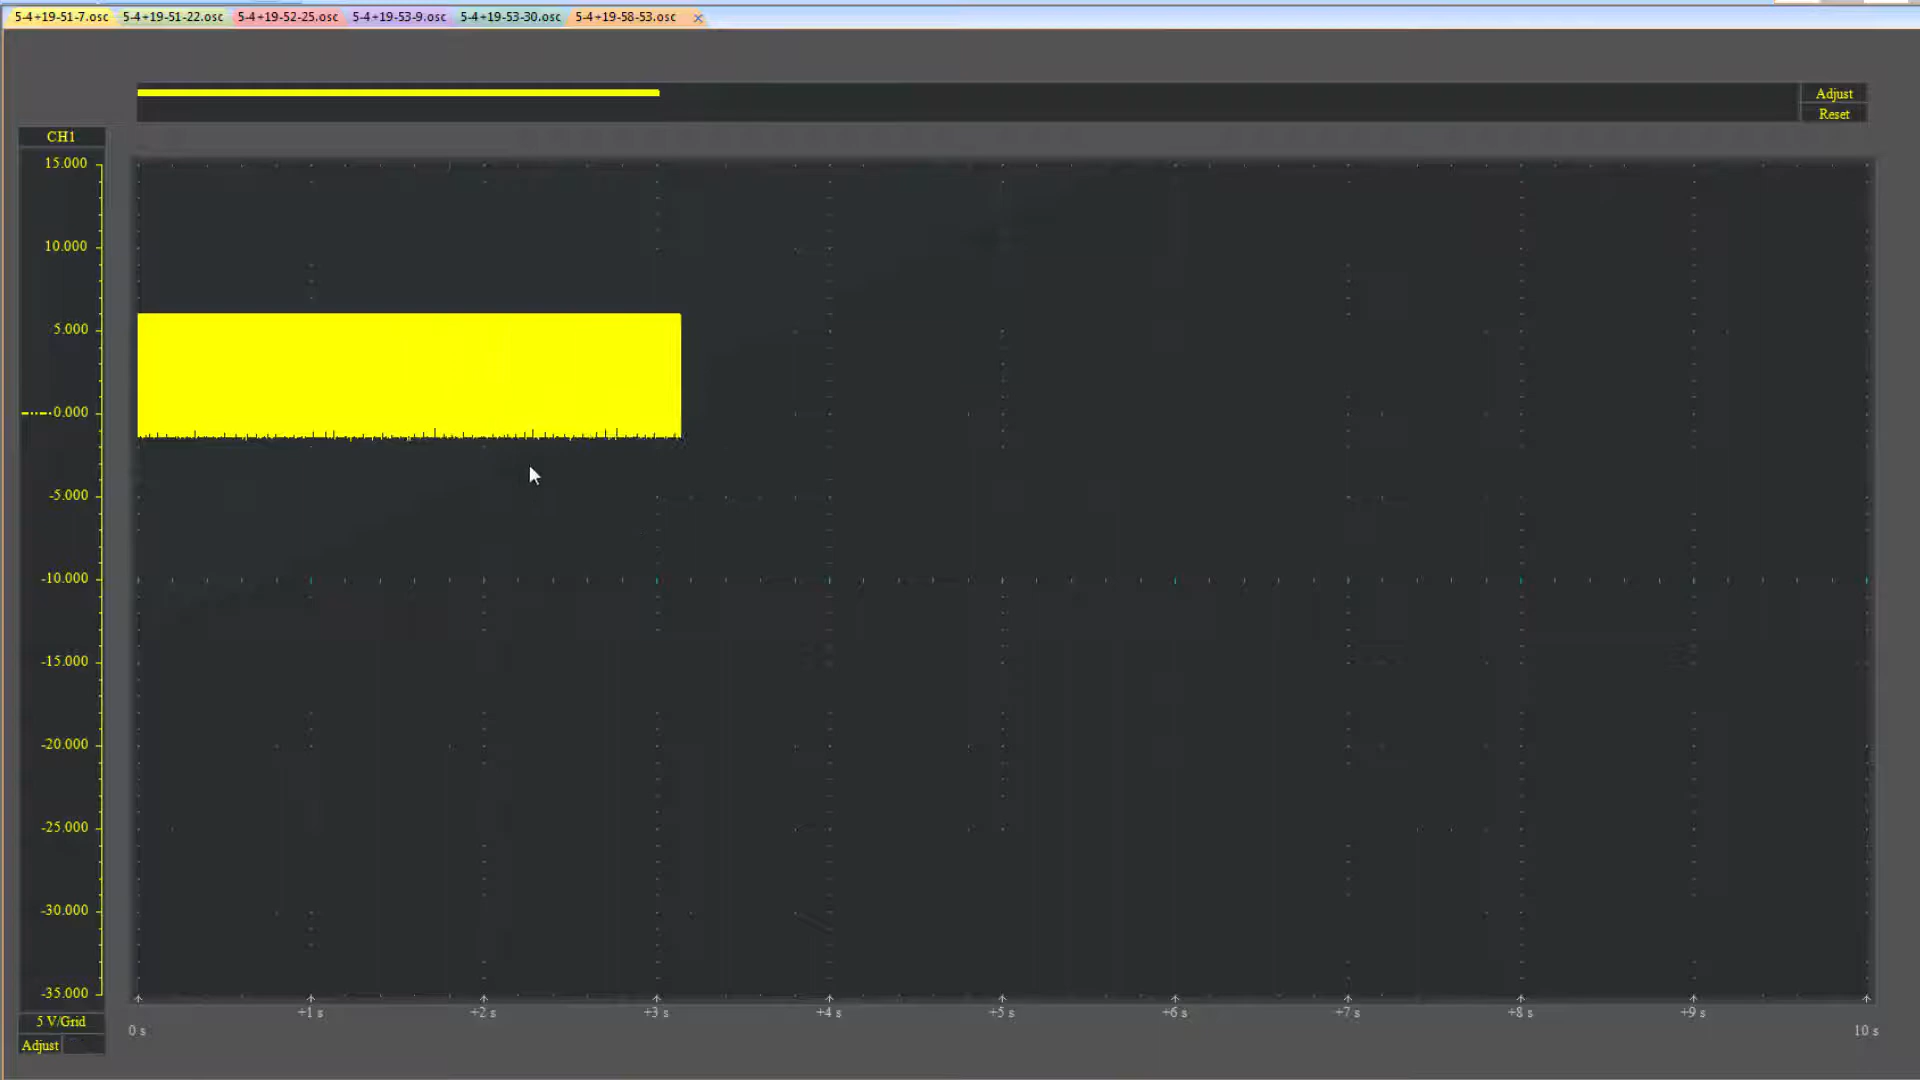 5-4+19-51-7.osc 5-4+19-51-22.osc 5-4+19-52-25.osc 5-4+19-53-9.osc 5-4+19-53-30.osc 5-4+19-58-53.osc
Adjust
Reset
CH1
15.000
10.000
5.000
0.000
-5.000
-10.000
-15.000
-20.000
-25.000
-30.000
-35.000
5 V/Grid
Adjust
+1 s +2 s +3 s +4 s +5 s +6 s +7 s +8 s +9 s
0 s 10 s